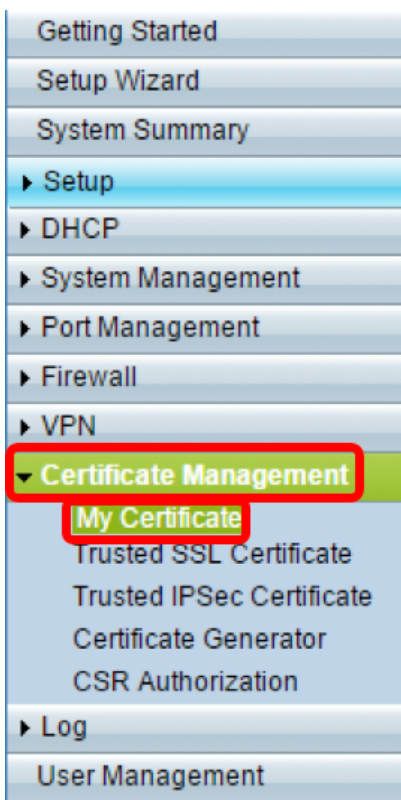 Getting Started
Setup Wizard
System Summary
Setup
DHCP
System Management
Port Management
Firewall
VPN
Certificate Management
My Certificate
Trusted SSL Certificate
Trusted IPSec Certificate
Certificate Generator
CSR Authorization
Log
User Management